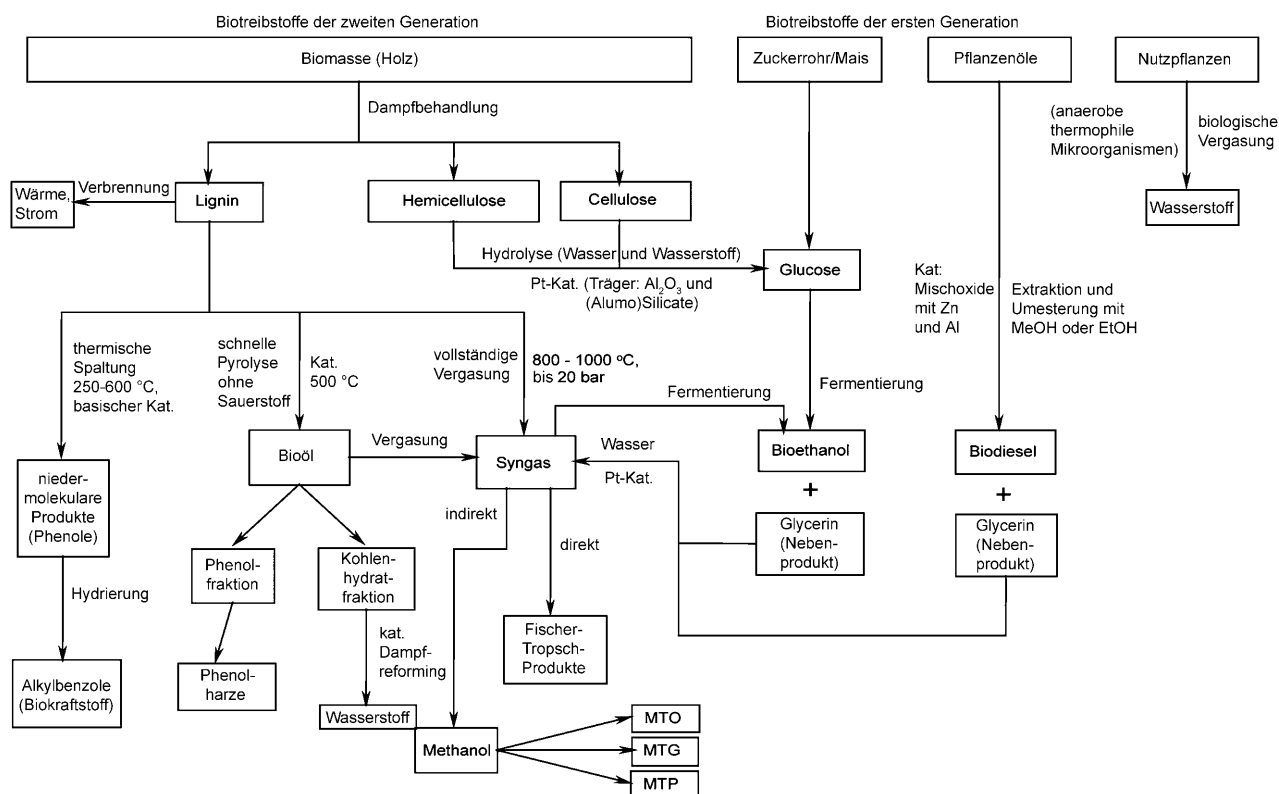 Biotreibstoffe der zweiten Generation
Biotreibstoffe der ersten Generation
Biomasse (Holz)
Zuckerrohr/Mais
Pflanzenöle
Nutzpflanzen
Dampfbehandlung
(anaerobe
thermophile
Mikroorganismen)
biologische
Vergasung
Wärme,
Strom
Verbrennung
Lignin
Hemicellulose
Cellulose
Wasserstoff
Hydrolyse (Wasser und Wasserstoff)
Glucose
Pt-Kat. (Träger: Al₂O₃ und
(Alumo)Silicate)
Kat:
Mischoxide
mit Zn
und Al
Extraktion und
Umesterung mit
MeOH oder EtOH
thermische
Spaltung
250-600 °C,
basischer Kat.
schnelle
Pyrolyse
ohne
Sauerstoff
Kat.
500 °C
vollständige
Vergasung
800 - 1000 °C,
bis 20 bar
Fermentierung
Fermentierung
Bioöl
Vergasung
Syngas
Wasser
Pt-Kat.
Bioethanol
Biodiesel
+
+
nieder-
molekulare
Produkte
(Phenole)
indirekt
direkt
Glycerin
(Neben-
produkt)
Glycerin
(Neben-
produkt)
Phenol-
fraktion
Kohlen-
hydrat-
fraktion
Hydrierung
kat.
Dampf-
reforming
Fischer-
Tropsch-
Produkte
Alkylbenzole
(Biokraftstoff)
Phenol-
harze
Wasserstoff
Methanol
MTO
MTG
MTP